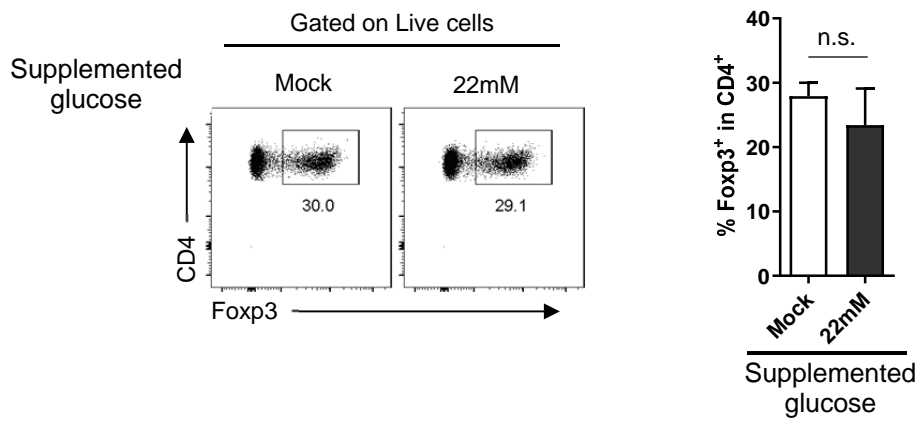 Gated on Live cells
Supplemented
glucose
Mock
22mM
30.0
29.1
CD4
Foxp3
40
30
20
10
0
% Foxp3+ in CD4+
n.s.
Mock
22mM
Supplemented
glucose